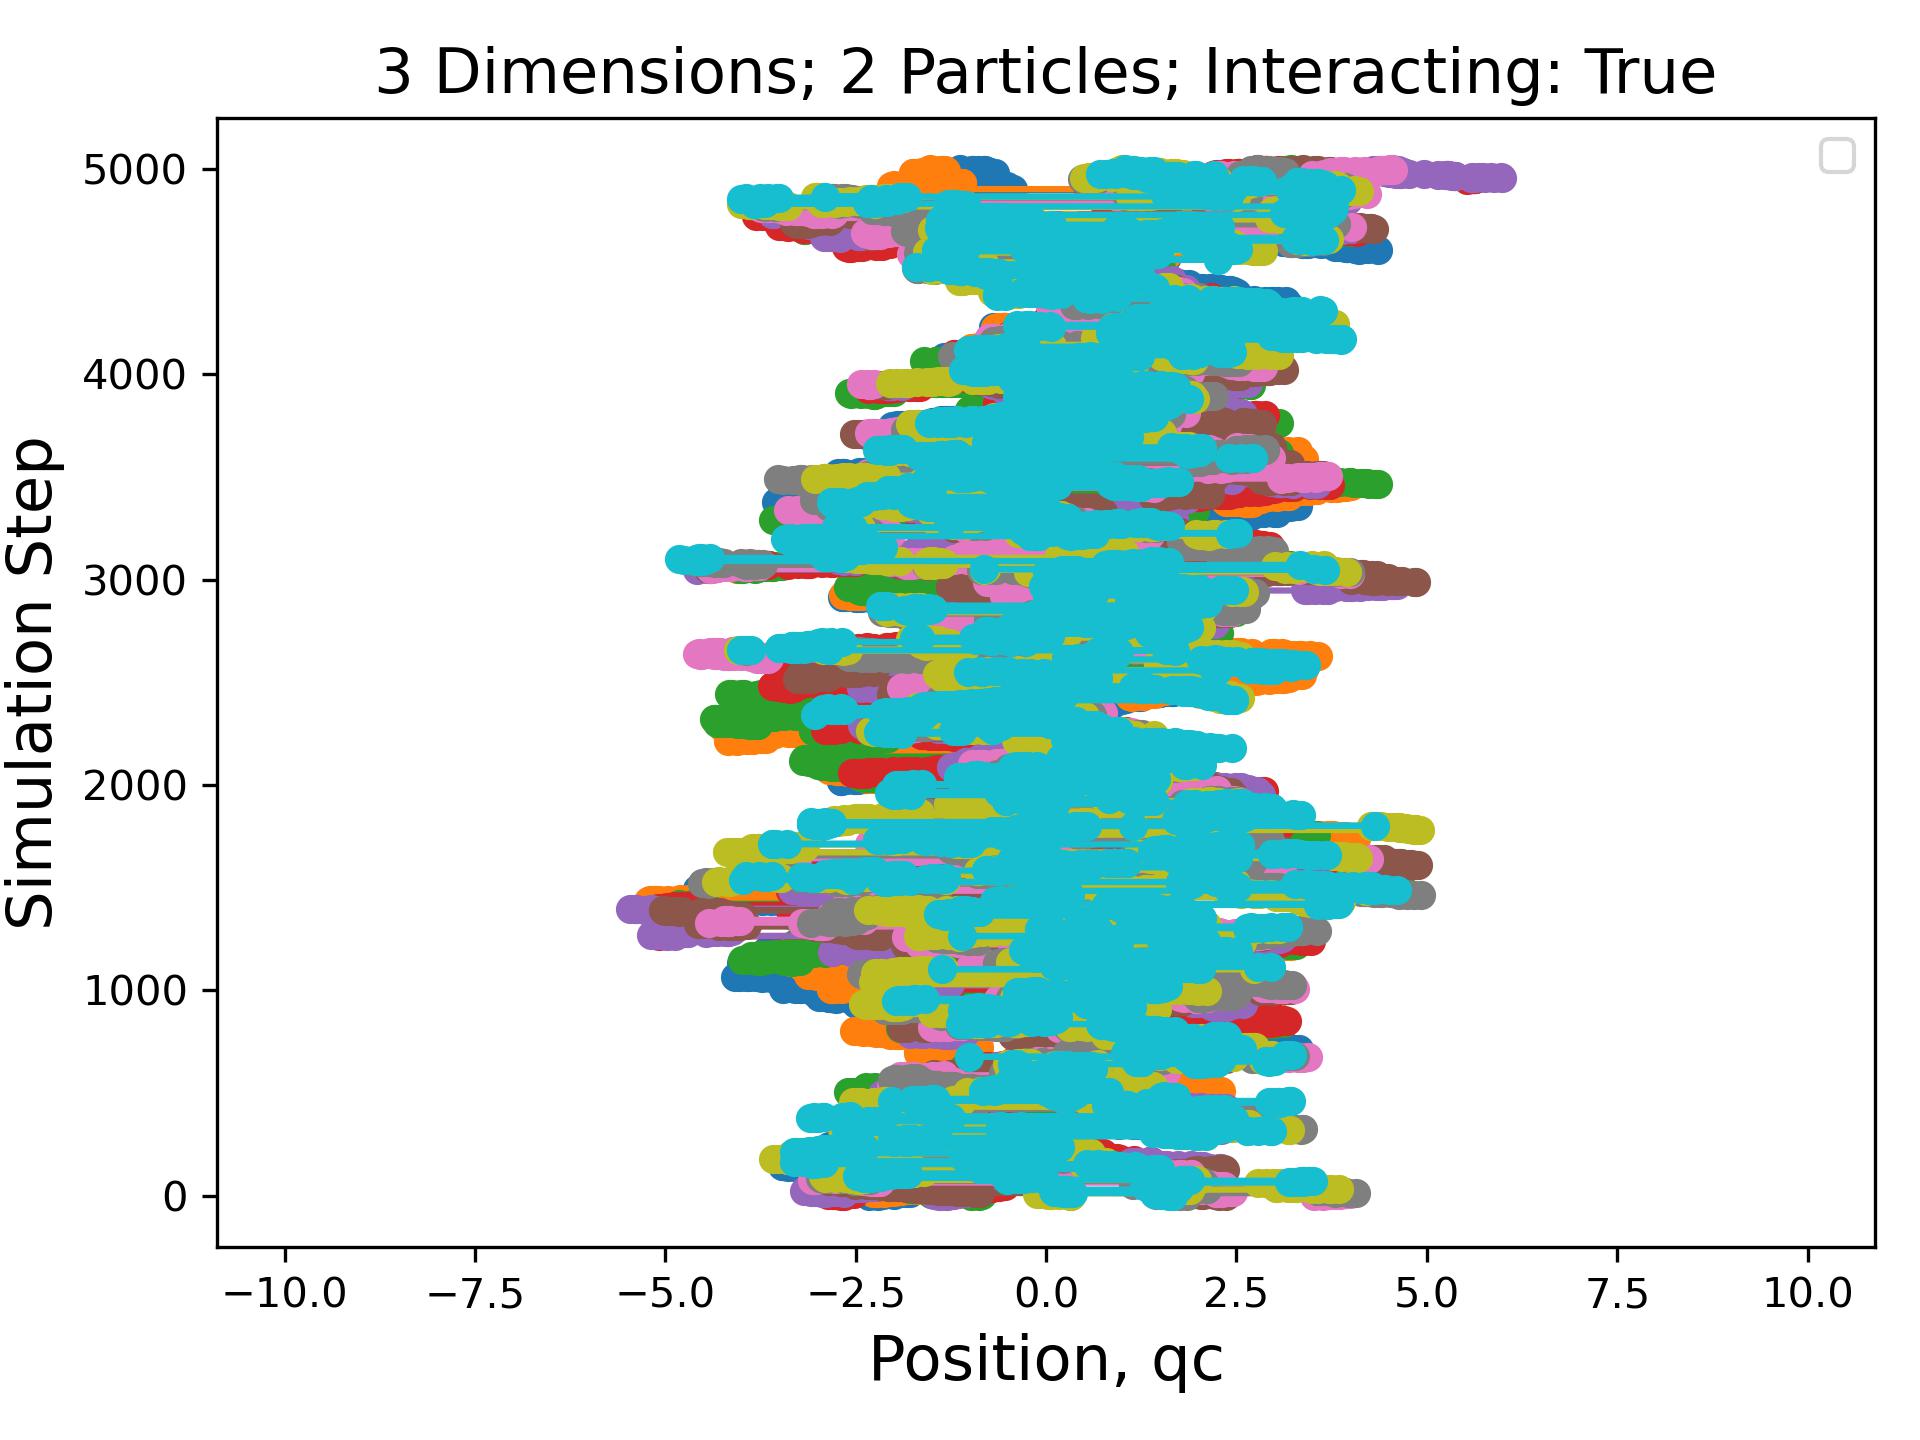 3 Dimensions; 2 Particles; Interacting: True
5000
4000
3000
2000
1000
0
Simulation Step
−10.0 −7.5 −5.0 −2.5 0.0 2.5 5.0 7.5 10.0
Position, qc